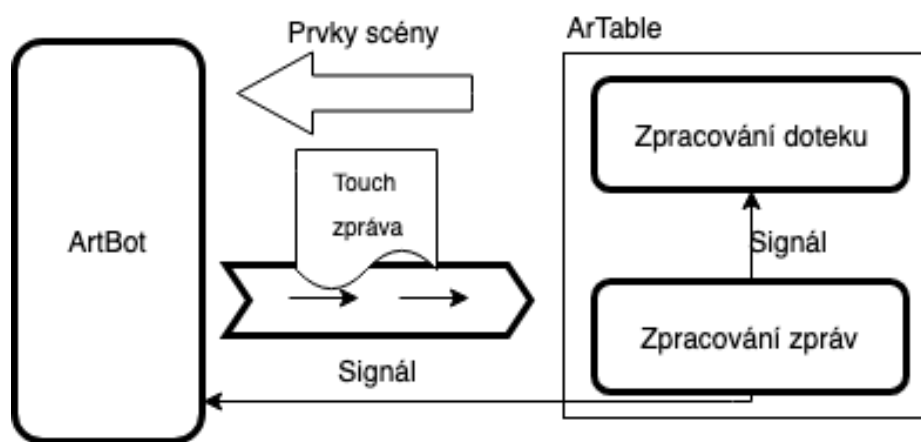 Prvky scény
ArTable
Zpracování doteku
Touch
zpráva
ArtBot
Signál
Zpracování zpráv
Signál